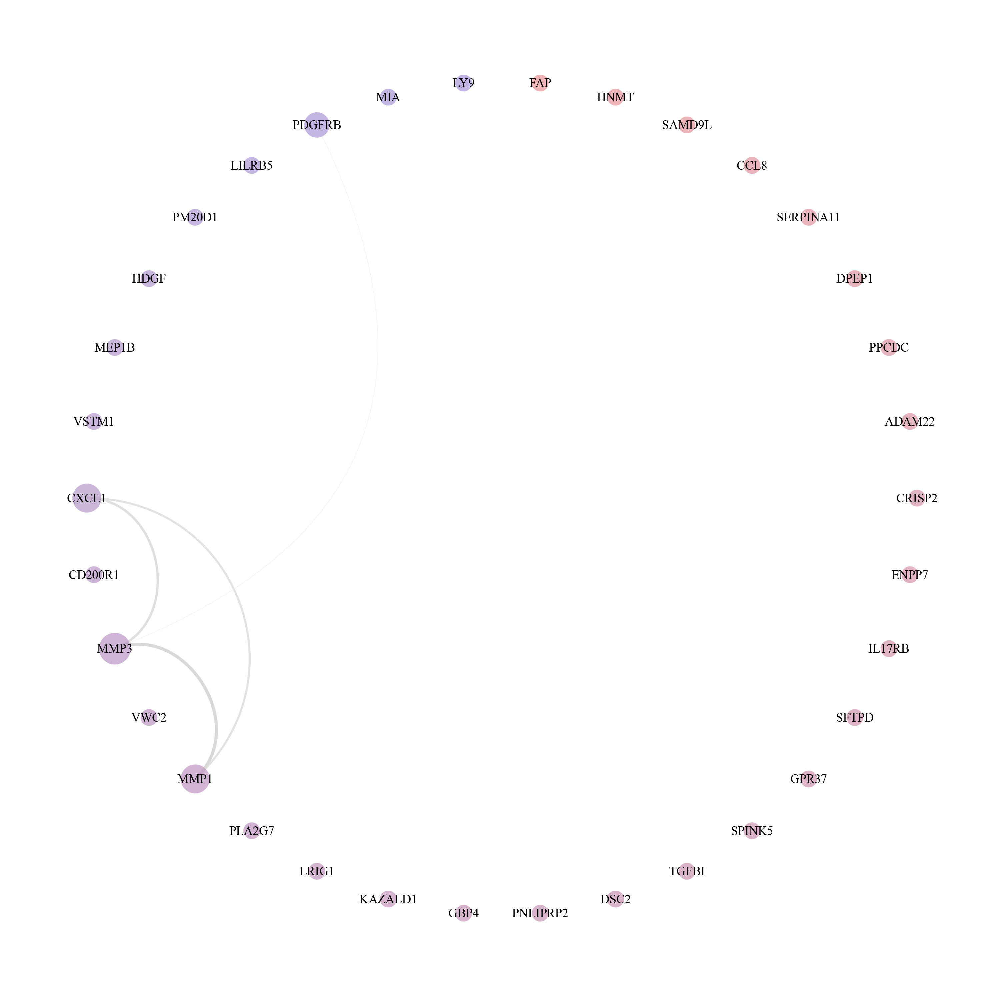 LY9
FAP
MIA
HNMT
PDGFRB
SAMD9L
LILRB5
CCL8
PM20D1
SERPINA11
HDGF
DPEP1
MEP1B
PPCDC
VSTM1
ADAM22
CXCL1
CRISP2
CD200R1
ENPP7
MMP3
IL17RB
VWC2
SFTPD
MMP1
GPR37
PLA2G7
SPINK5
LRIG1
TGFBI
KAZALD1
DSC2
GBP4
PNLIPRP2